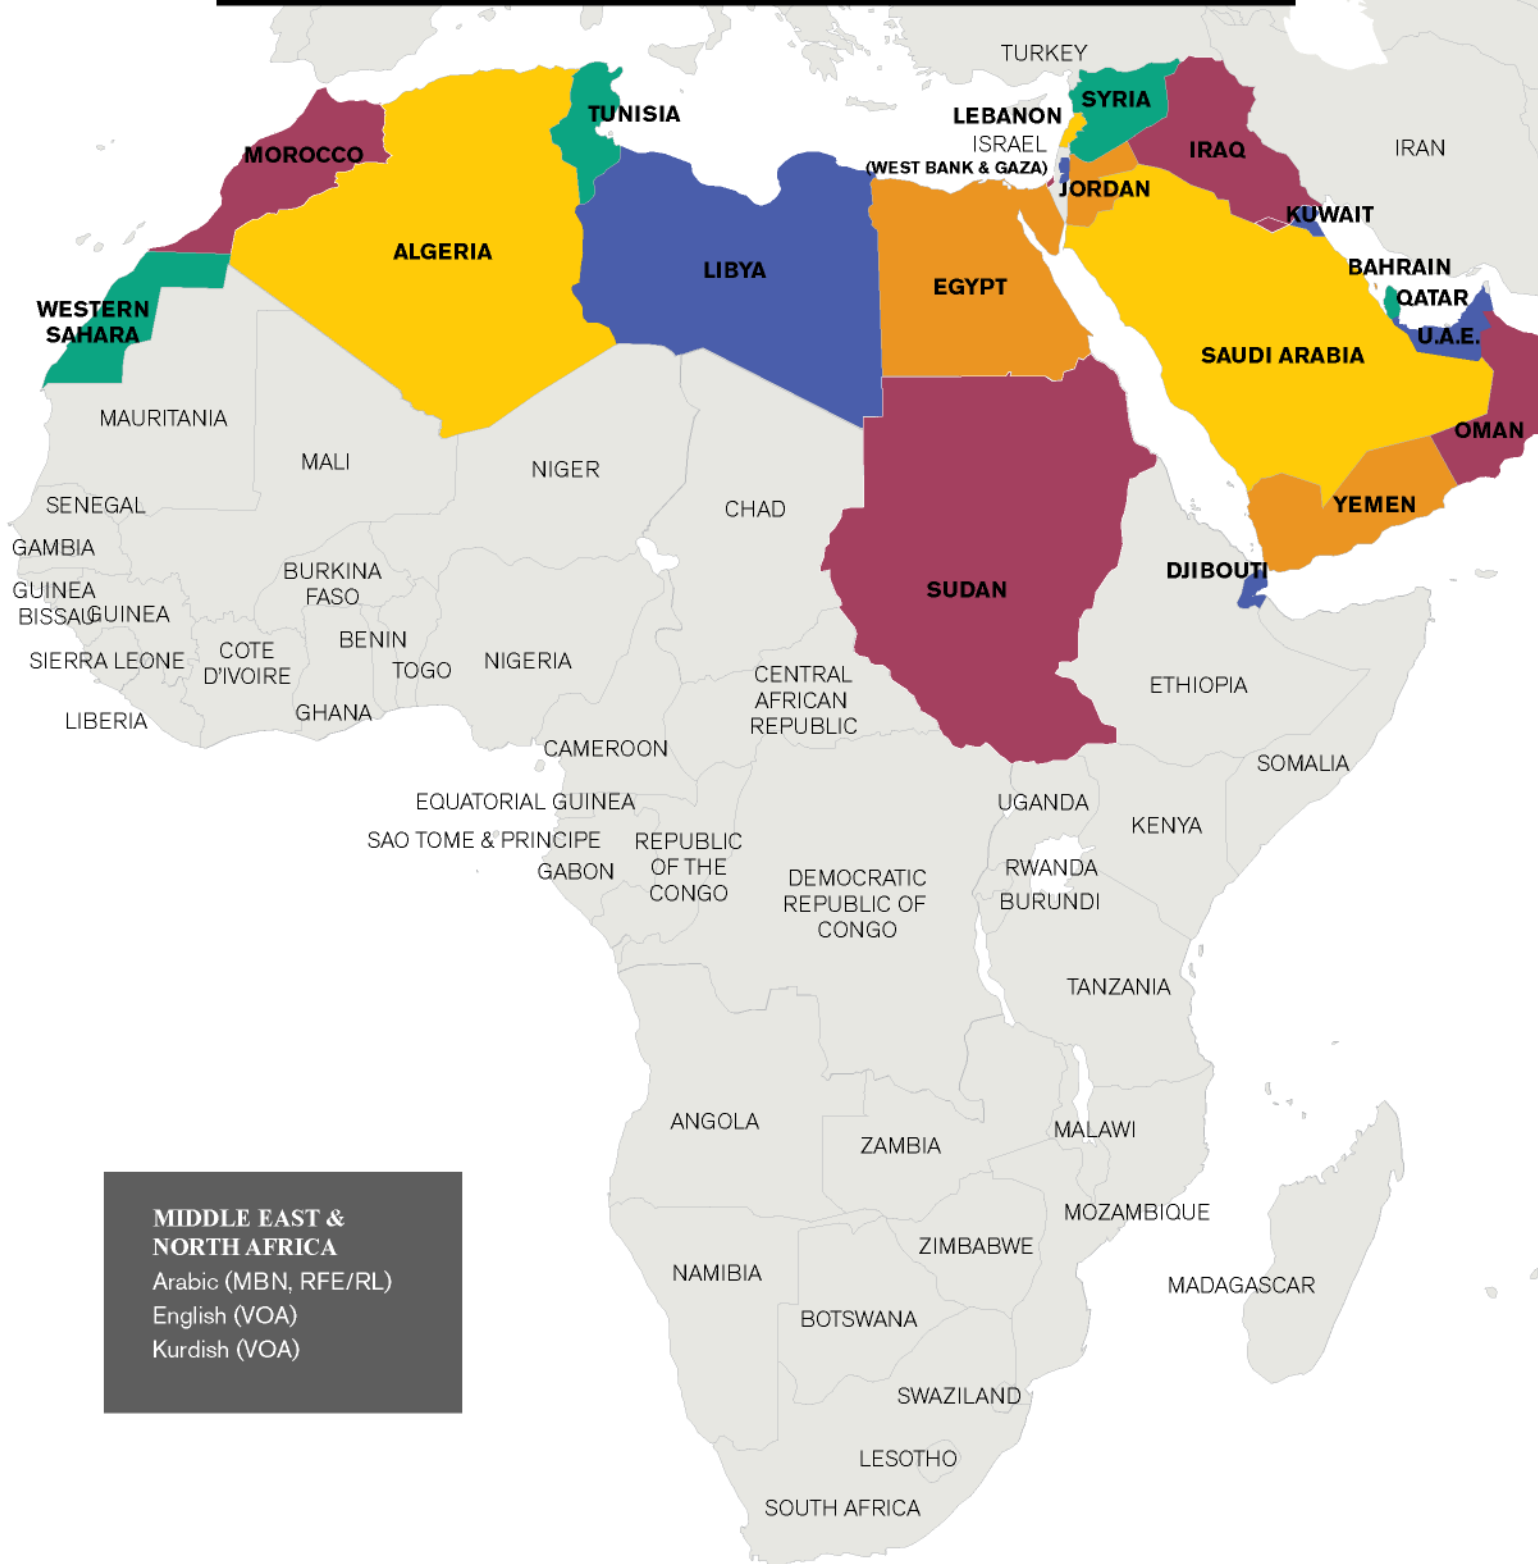 TURKEY
SYRIA
LEBANON
TUNISIA
ISRAEL
IRAQ
IRAN
MOROCCO
(WEST BANK & GAZA)
JORDAN
KUWAIT
ALGERIA
LIBYA
BAHRAIN
EGYPT
QATAR
WESTERN
SAHARA
U.A.E.
SAUDI ARABIA
MAURITANIA
OMAN
MALI
NIGER
SENEGAL
CHAD
YEMEN
GAMBIA
BURKINA
FASO
DJIBOUTI
SUDAN
GUINEA
BISSAU
GUINEA
BENIN
SIERRA LEONE
COTE
D'IVOIRE
TOGO
NIGERIA
CENTRAL
AFRICAN
REPUBLIC
ETHIOPIA
LIBERIA
GHANA
CAMEROON
SOMALIA
EQUATORIAL GUINEA
UGANDA
KENYA
SAO TOME & PRINCIPE
REPUBLIC
OF THE
CONGO
GABON
RWANDA
DEMOCRATIC
REPUBLIC OF
CONGO
BURUNDI
TANZANIA
ANGOLA
MALAWI
ZAMBIA
MOZAMBIQUE
ZIMBABWE
NAMIBIA
MADAGASCAR
BOTSWANA
SWAZILAND
LESOTHO
SOUTH AFRICA
MIDDLE EAST &
NORTH AFRICA
Arabic (MBN, RFE/RL)
English (VOA)
Kurdish (VOA)